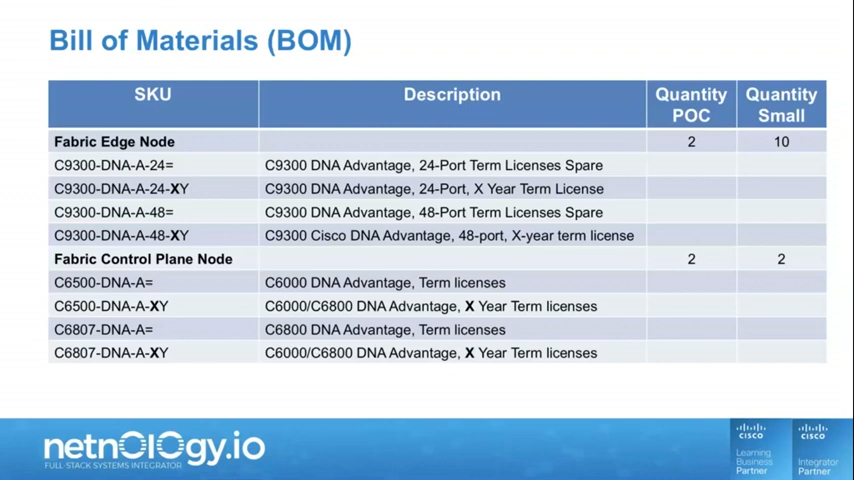 Bill of Materials (BOM)
SKU Description Quantity POC Quantity Small
Fabric Edge Node 2 10
C9300-DNA-A-24= C9300 DNA Advantage, 24-Port Term Licenses Spare
C9300-DNA-A-24-XY C9300 DNA Advantage, 24-Port, X Year Term License
C9300-DNA-A-48= C9300 DNA Advantage, 48-Port Term Licenses Spare
C9300-DNA-A-48-XY C9300 Cisco DNA Advantage, 48-port, X-year term license
Fabric Control Plane Node 2 2
C6500-DNA-A= C6000 DNA Advantage, Term licenses
C6500-DNA-A-XY C6000/C6800 DNA Advantage, X Year Term licenses
C6807-DNA-A= C6800 DNA Advantage, Term licenses
C6807-DNA-A-XY C6000/C6800 DNA Advantage, X Year Term licenses
netnology.io
FULL-STACK SYSTEMS INTEGRATOR
CISCO
Learning
Business
Partner
CISCO
Integrator
Partner